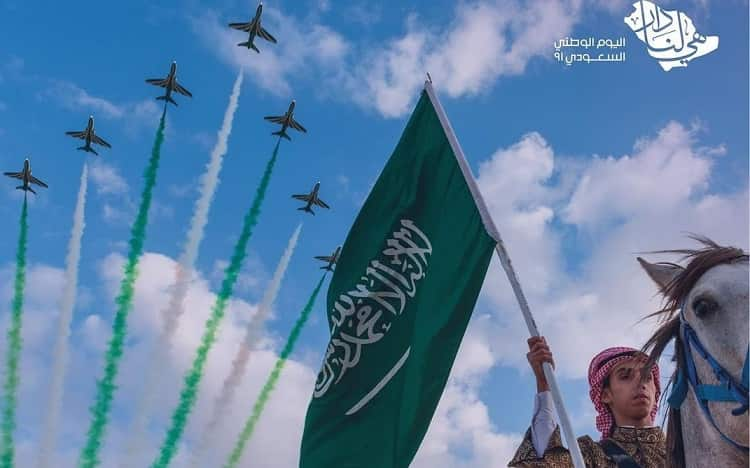 هي لنا دار
اليوم الوطني
السعودي ٩١
لا إله إلا الله محمد رسول الله